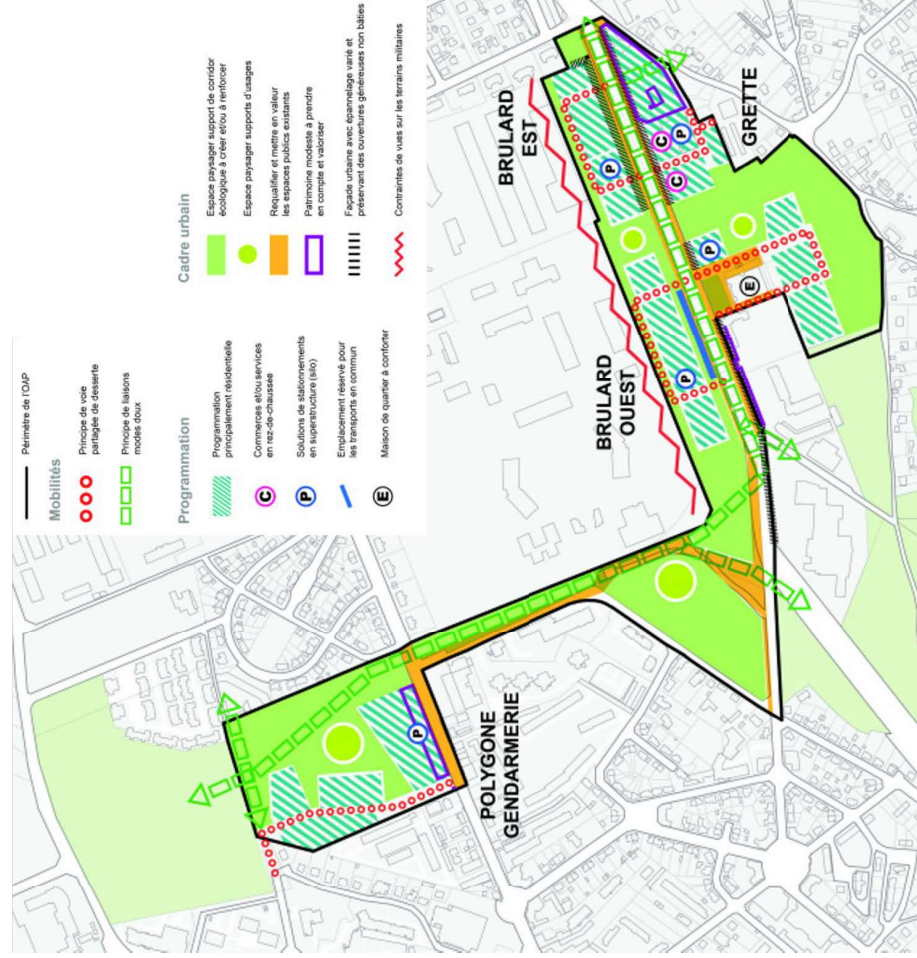 Périmètre de l'OAP
Mobilités
Principe de voie
partagée de desserte
Principe de liaisons
modes doux
Programmation
Programmation
principalement résidentielle
Commerces et/ou services
en rez-de-chaussée
Solutions de stationnements
en superstructure (silo)
Emplacement réservé pour
les transports en commun
Maison de quartier à conforter
C
P
E
Cadre urbain
Espace paysager support de corridor
écologique à créer et/ou à renforcer
Espace paysager supports d'usages
Requalifier et mettre en valeur
les espaces publics existants
Patrimoine modeste à prendre
en compte et valoriser
Façade urbaine avec épannelage varié et
préservant des ouvertures généreuses non bâties
Contraintes de vues sur les terrains militaires
POLYGONE
GENDARMERIE
P
BRULARD
OUEST
P
BRULARD
EST
P
C
C
P
P
E
GRETTE